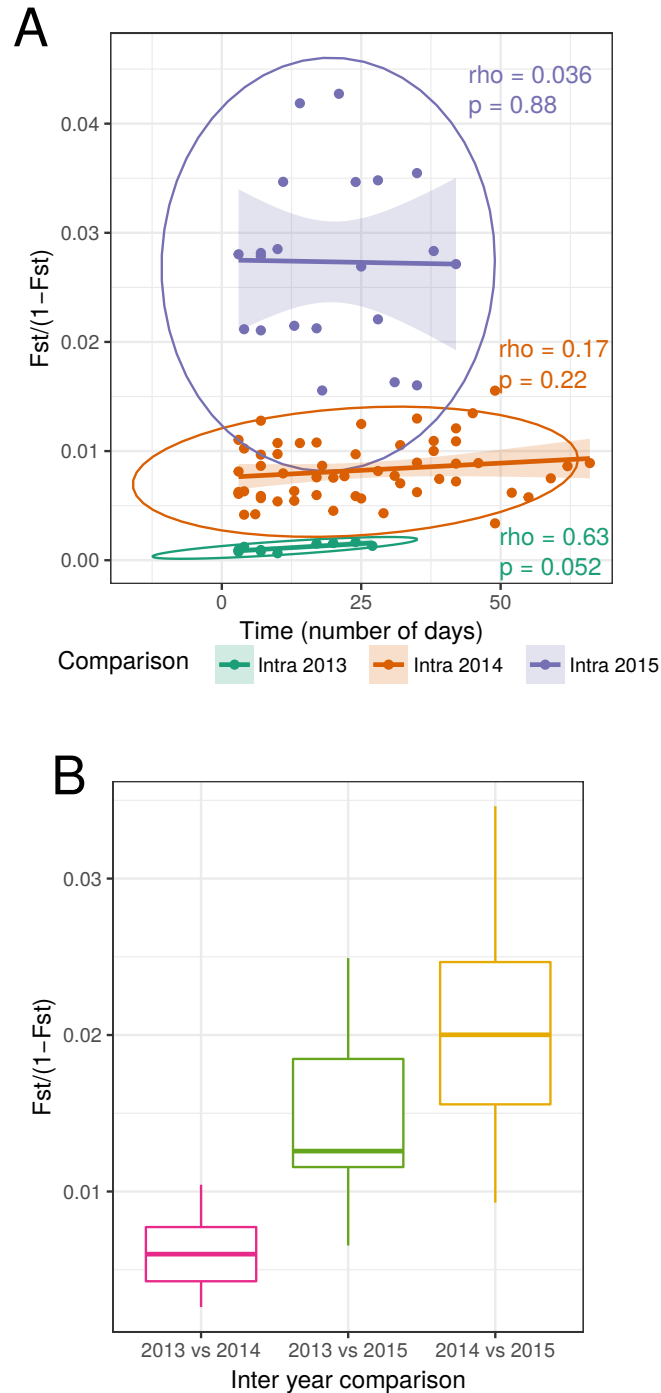 A
rho = 0.036
p = 0.88
0.04
0.03
Fst/(1−Fst)
0.02
rho = 0.17
p = 0.22
0.01
rho = 0.63
0.00
p = 0.052
0 25 50
Time (number of days)
Comparison Intra 2013 Intra 2014 Intra 2015
B
0.03
Fst/(1−Fst)
0.02
0.01
2013 vs 2014 2013 vs 2015 2014 vs 2015
Inter year comparison